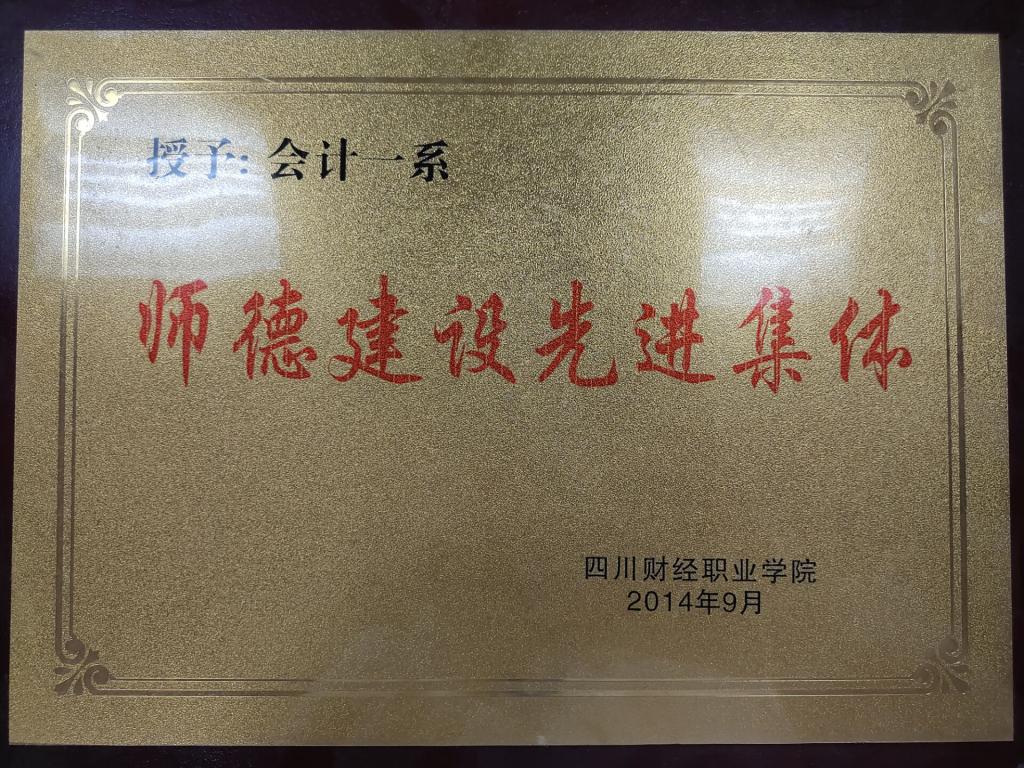 授予: 会计一系
师德建设先进集体
四川财经职业学院
2014年9月